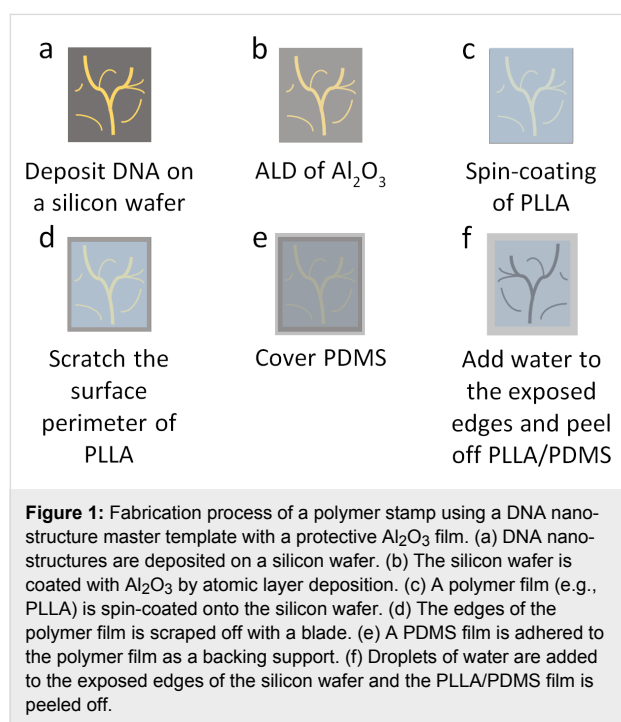 a
b
c
Deposit DNA on
a silicon wafer
ALD of Al₂O₃
Spin-coating
of PLLA
d
e
f
Scratch the
surface
perimeter of
PLLA
Cover PDMS
Add water to
the exposed
edges and peel
off PLLA/PDMS
Figure 1: Fabrication process of a polymer stamp using a DNA nano-
structure master template with a protective Al₂O₃ film. (a) DNA nano-
structures are deposited on a silicon wafer. (b) The silicon wafer is
coated with Al₂O₃ by atomic layer deposition. (c) A polymer film (e.g.,
PLLA) is spin-coated onto the silicon wafer. (d) The edges of the
polymer film is scraped off with a blade. (e) A PDMS film is adhered to
the polymer film as a backing support. (f) Droplets of water are added
to the exposed edges of the silicon wafer and the PLLA/PDMS film is
peeled off.